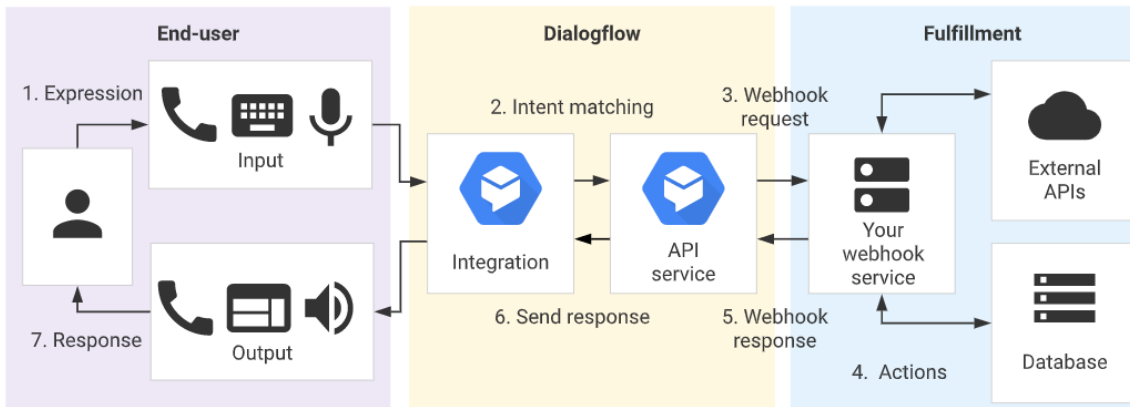 End-user
Dialogflow
Fulfillment
1. Expression
Input
2. Intent matching
3. Webhook
request
External
APIs
Integration
API
service
Your
webhook
service
7. Response
Output
6. Send response
5. Webhook
response
4. Actions
Database